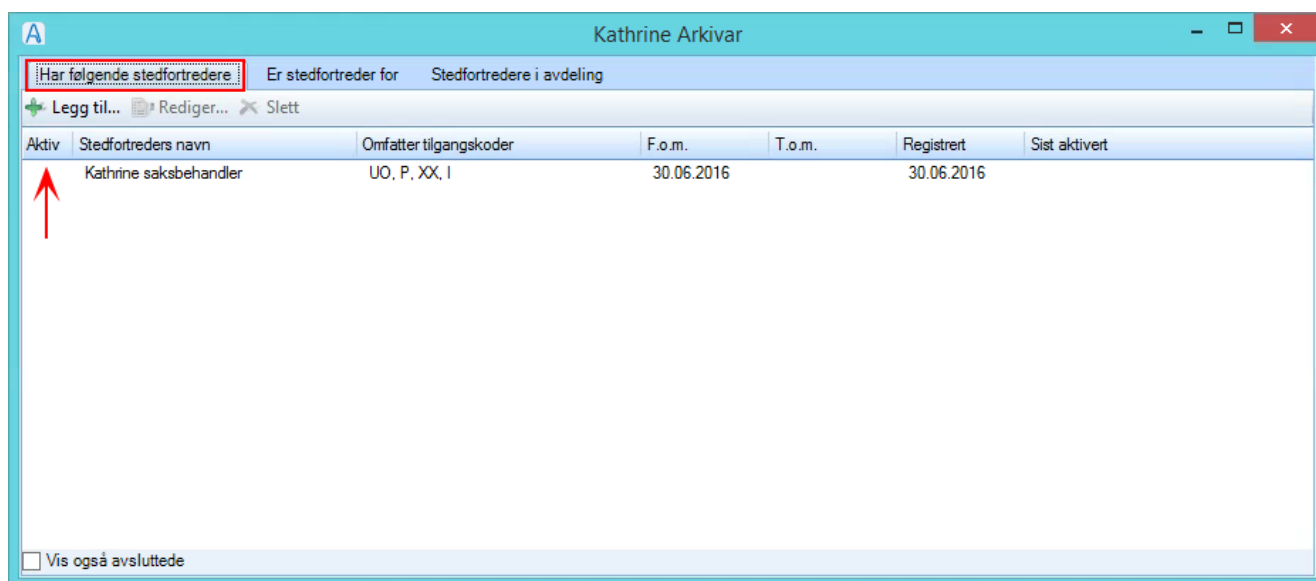 Kathrine Arkivar
Har følgende stedfortredere Er stedfortreder for Stedfortredere i avdeling
Legg til... Rediger... Slett
Aktiv Stedfortreders navn Omfatter tilgangskoder F.o.m. T.o.m. Registrert Sist aktivert
Kathrine saksbehandler UO, P, XX, I 30.06.2016 30.06.2016
Vis også avsluttede